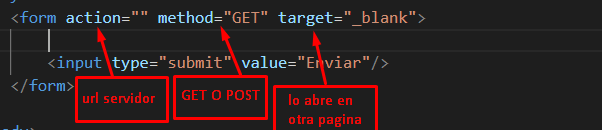 <form action="" method="GET" target="_blank">
<input type="submit" value="Enviar"/>
</form>
url servidor
GET O POST
lo abre en
otra pagina